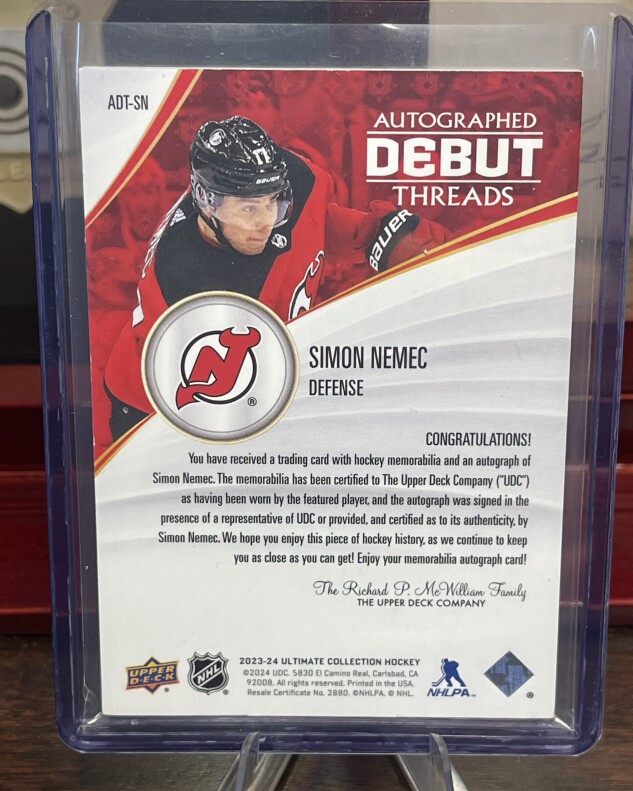 ADT-SN
AUTOGRAPHED
DEBUT
THREADS
17
BAUER
BAUER
SIMON NEMEC
DEFENSE
®
CONGRATULATIONS!
You have received a trading card with hockey memorabilia and an autograph of
Simon Nemec. The memorabilia has been certified to The Upper Deck Company ("UDC")
as having been worn by the featured player, and the autograph was signed in the
presence of a representative of UDC or provided, and certified as to its authenticity, by
Simon Nemec. We hope you enjoy this piece of hockey history, as we continue to keep
you as close as you can get! Enjoy your memorabilia autograph card!
The Richard P. McWilliam Family
THE UPPER DECK COMPANY
UPPER DECK
NHL
2023-24 ULTIMATE COLLECTION HOCKEY
©2024 UDC. 5830 El Camino Real, Carlsbad, CA
92008. All rights reserved. Printed in the USA.
Resale Certificate No. 2880. ©NHLPA. © NHL.
NHLPA
®